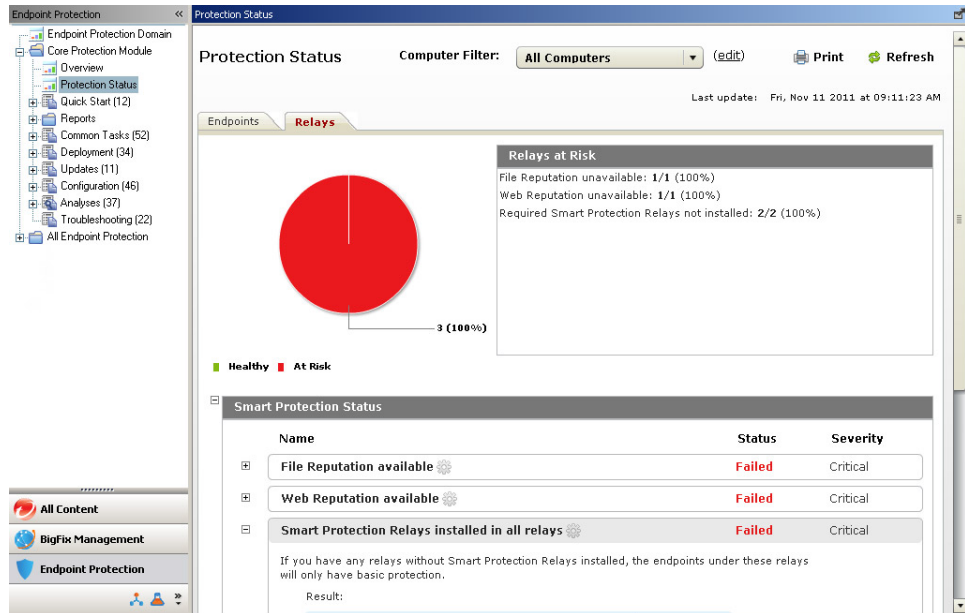 Endpoint Protection
<<
Endpoint Protection Domain
Core Protection Module
Overview
Protection Status
Quick Start (12)
Reports
Common Tasks (52)
Deployment (34)
Updates (11)
Configuration (46)
Analyses (37)
Troubleshooting (22)
All Endpoint Protection
All Content
BigFix Management
Endpoint Protection
Protection Status
Protection Status
Computer Filter:
All Computers
(edit)
Print
Refresh
Last update: Fri, Nov 11 2011 at 09:11:23 AM
Endpoints
Relays
3 (100%)
Healthy
At Risk
Relays at Risk
File Reputation unavailable: 1/1 (100%)
Web Reputation unavailable: 1/1 (100%)
Required Smart Protection Relays not installed: 2/2 (100%)
Smart Protection Status
Name Status Severity
File Reputation available Failed Critical
Web Reputation available Failed Critical
Smart Protection Relays installed in all relays Failed Critical
If you have any relays without Smart Protection Relays installed, the endpoints under these relays
will only have basic protection.
Result: